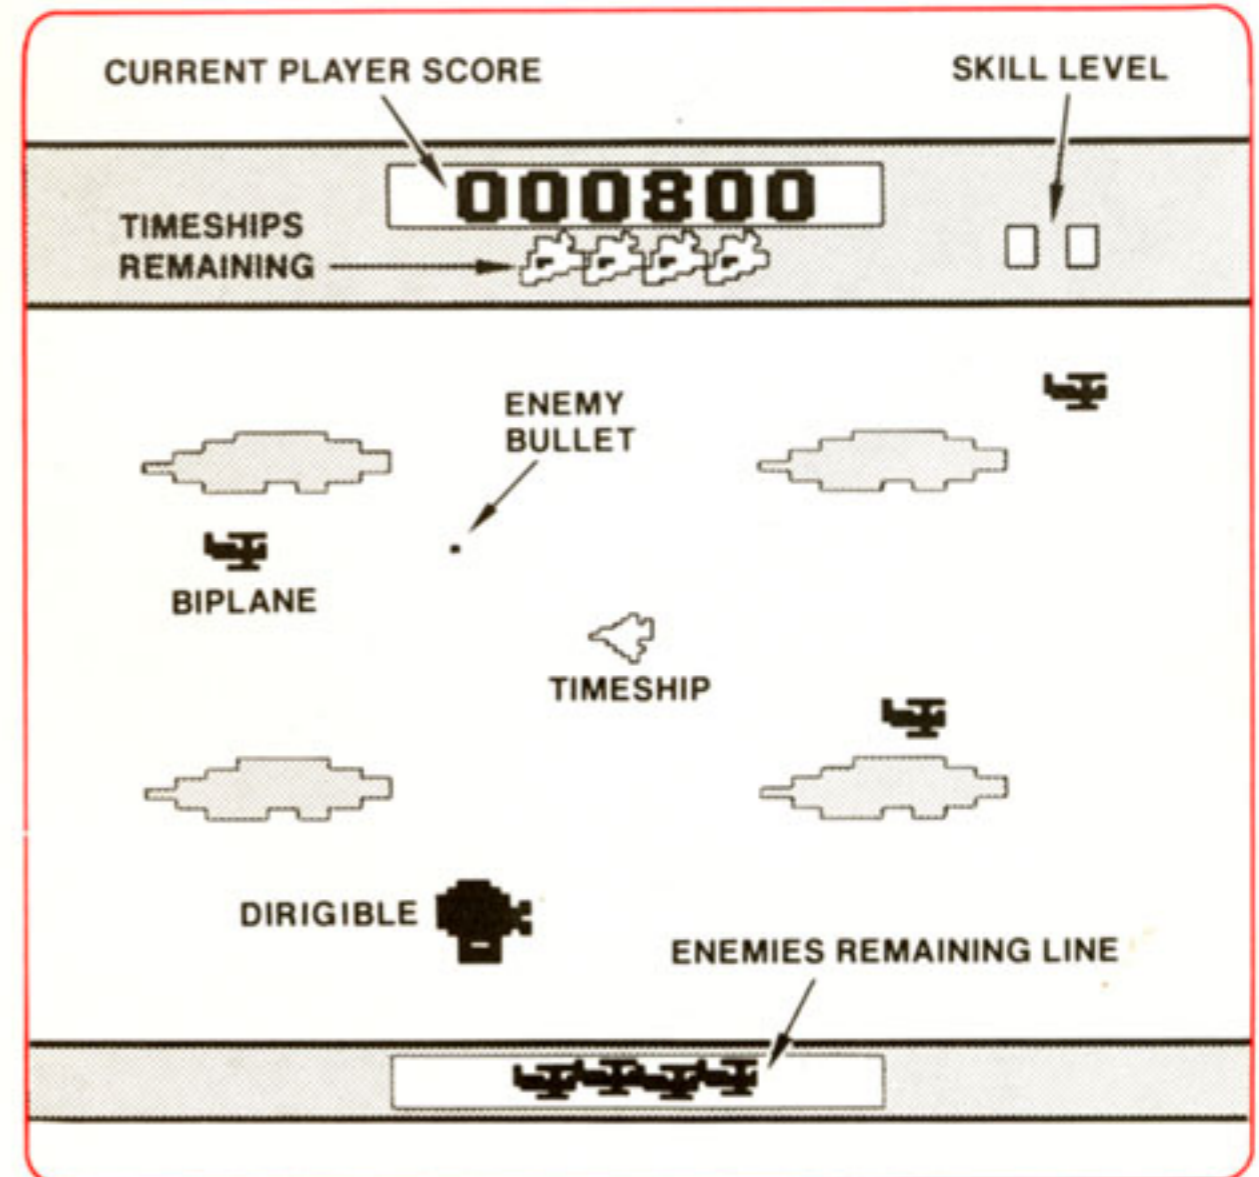 CURRENT PLAYER SCORE
SKILL LEVEL
000800
TIMESHIPS
REMAINING
ENEMY
BULLET
BIPLANE
TIMESHIP
DIRIGIBLE
ENEMIES REMAINING LINE